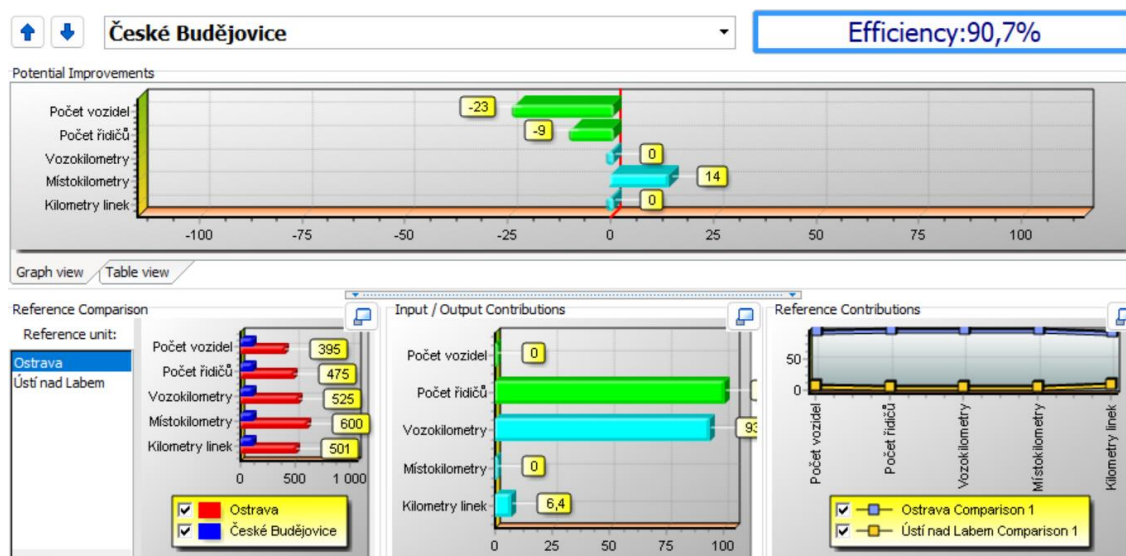 České Budějovice
Efficiency:90,7%
Potential Improvements
Počet vozidel
Počet řidičů
Vozokilometry
Místokilometry
Kilometry linek
-23
-9
0
14
0
-100 -75 -50 -25 0 25 50 75 100
Graph view Table view
Reference Comparison
Reference unit:
Ostrava
Ústí nad Labem
Počet vozidel 395
Počet řidičů 475
Vozokilometry 525
Místokilometry 600
Kilometry linek 501
0 500 1 000
Ostrava
České Budějovice
Input / Output Contributions
Počet vozidel 0
Počet řidičů
Vozokilometry 93
Místokilometry 0
Kilometry linek 6,4
0 25 50 75 100
Reference Contributions
50
0
Počet vozidel
Počet řidičů
Vozokilometry
Místokilometry
Kilometry linek
Ostrava Comparison 1
Ústí nad Labem Comparison 1